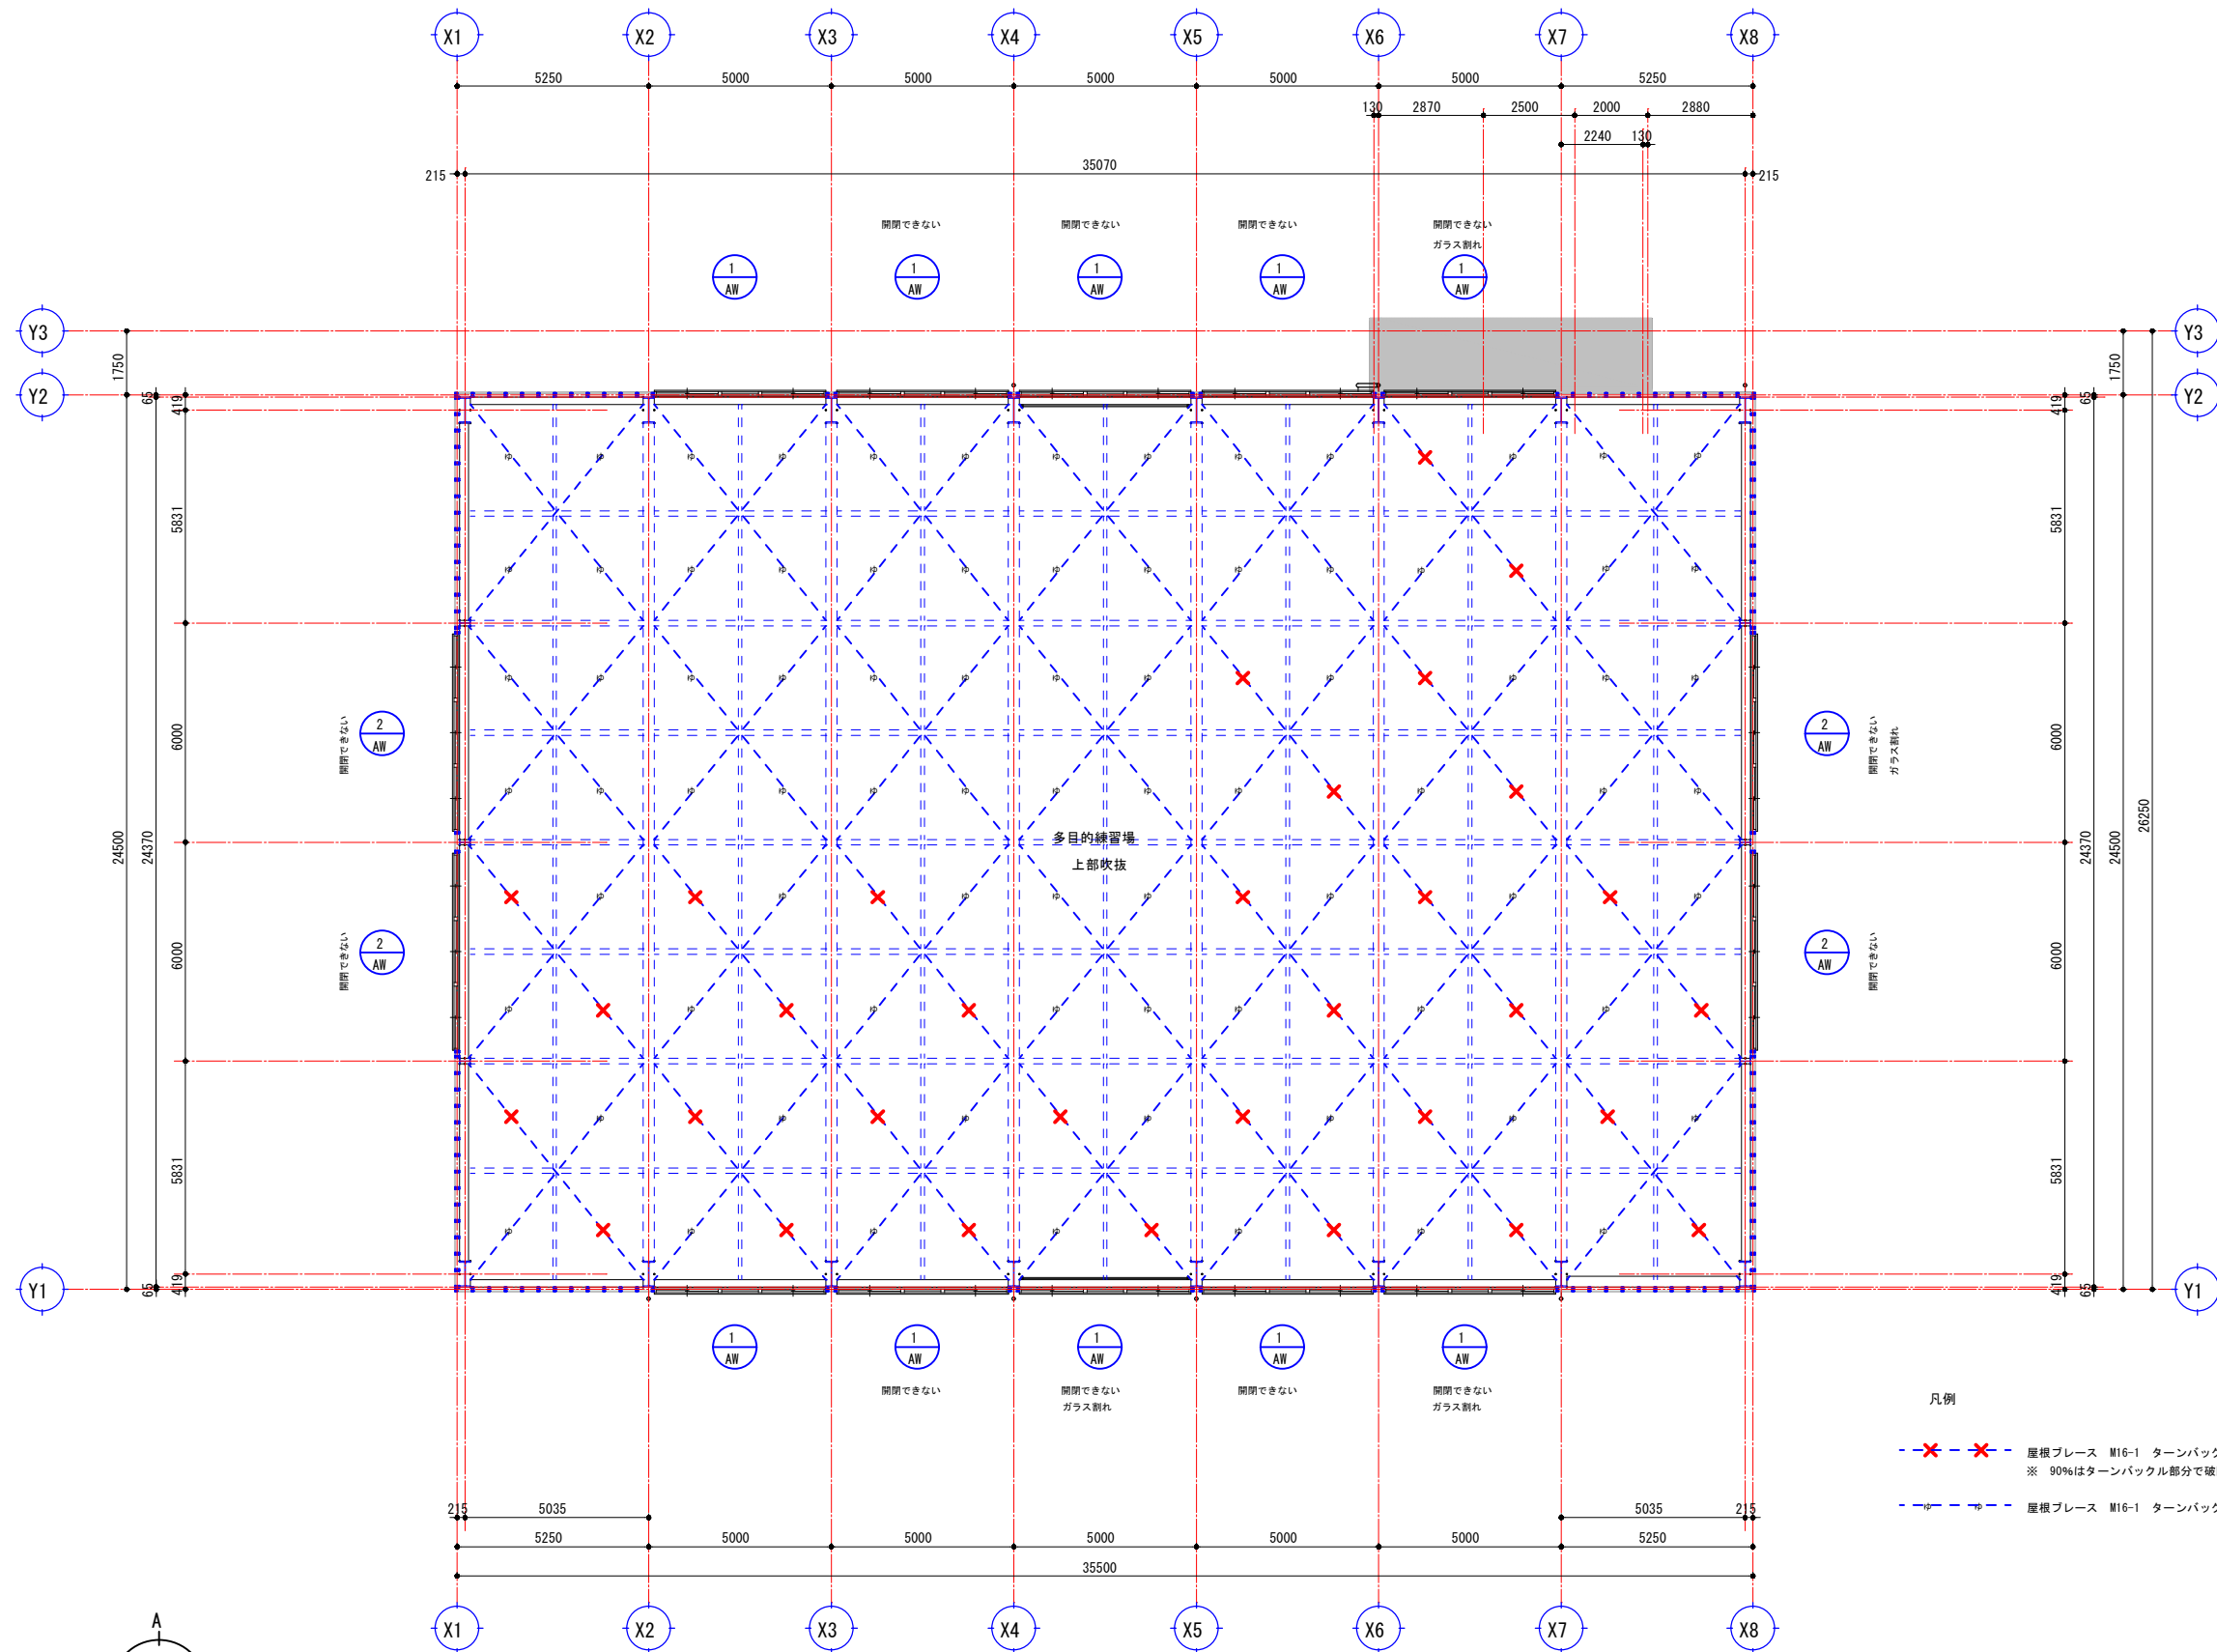 X1 X2 X3 X4 X5 X6 X7 X8
5250 5000 5000 5000 5000 5000 5250
130 2870 2500 2000 2880
2240 130
215 35070 215
開閉できない 開閉できない 開閉できない 開閉できない
ガラス割れ
1 1 1 1 1
AW AW AW AW AW
Y3 Y3
1750 1750
Y2 Y2
65 419 419 65
5831 5831
6000 6000
開閉できない
2
AW
2
AW
開閉できない
ガラス割れ
24500 24370 24370 24500 26250
多目的練習場
上部吹抜
6000 6000
開閉できない
2
AW
2
AW
開閉できない
5831 5831
65 419 419 65
Y1 Y1
1 1 1 1 1
AW AW AW AW AW
開閉できない 開閉できない 開閉できない 開閉できない
ガラス割れ ガラス割れ
凡例
屋根ブレース M16-1 ターンバック
※ 90%はターンバックル部分で破
ゆ ゆ 屋根ブレース M16-1 ターンバック
215 5035 5035 215
5250 5000 5000 5000 5000 5000 5250
35500
A
X1 X2 X3 X4 X5 X6 X7 X8